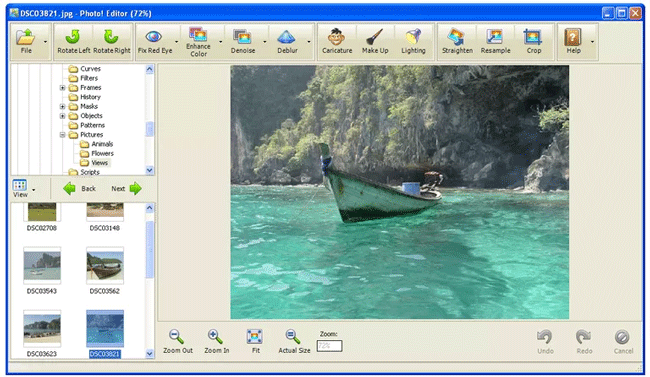 DSC03821.jpg - Photo! Editor (72%)
File
Rotate Left
Rotate Right
Fix Red Eye
Enhance Color
Denoise
Deblur
Caricature
Make Up
Lighting
Straighten
Resample
Crop
Help
Curves
Filters
Frames
History
Masks
Objects
Patterns
Pictures
Animals
Flowers
Views
Scripts
View
Back
Next
DSC02708
DSC03148
DSC03543
DSC03562
DSC03623
DSC03821
Zoom Out
Zoom In
Fit
Actual Size
Zoom:
72%
Undo
Redo
Cancel